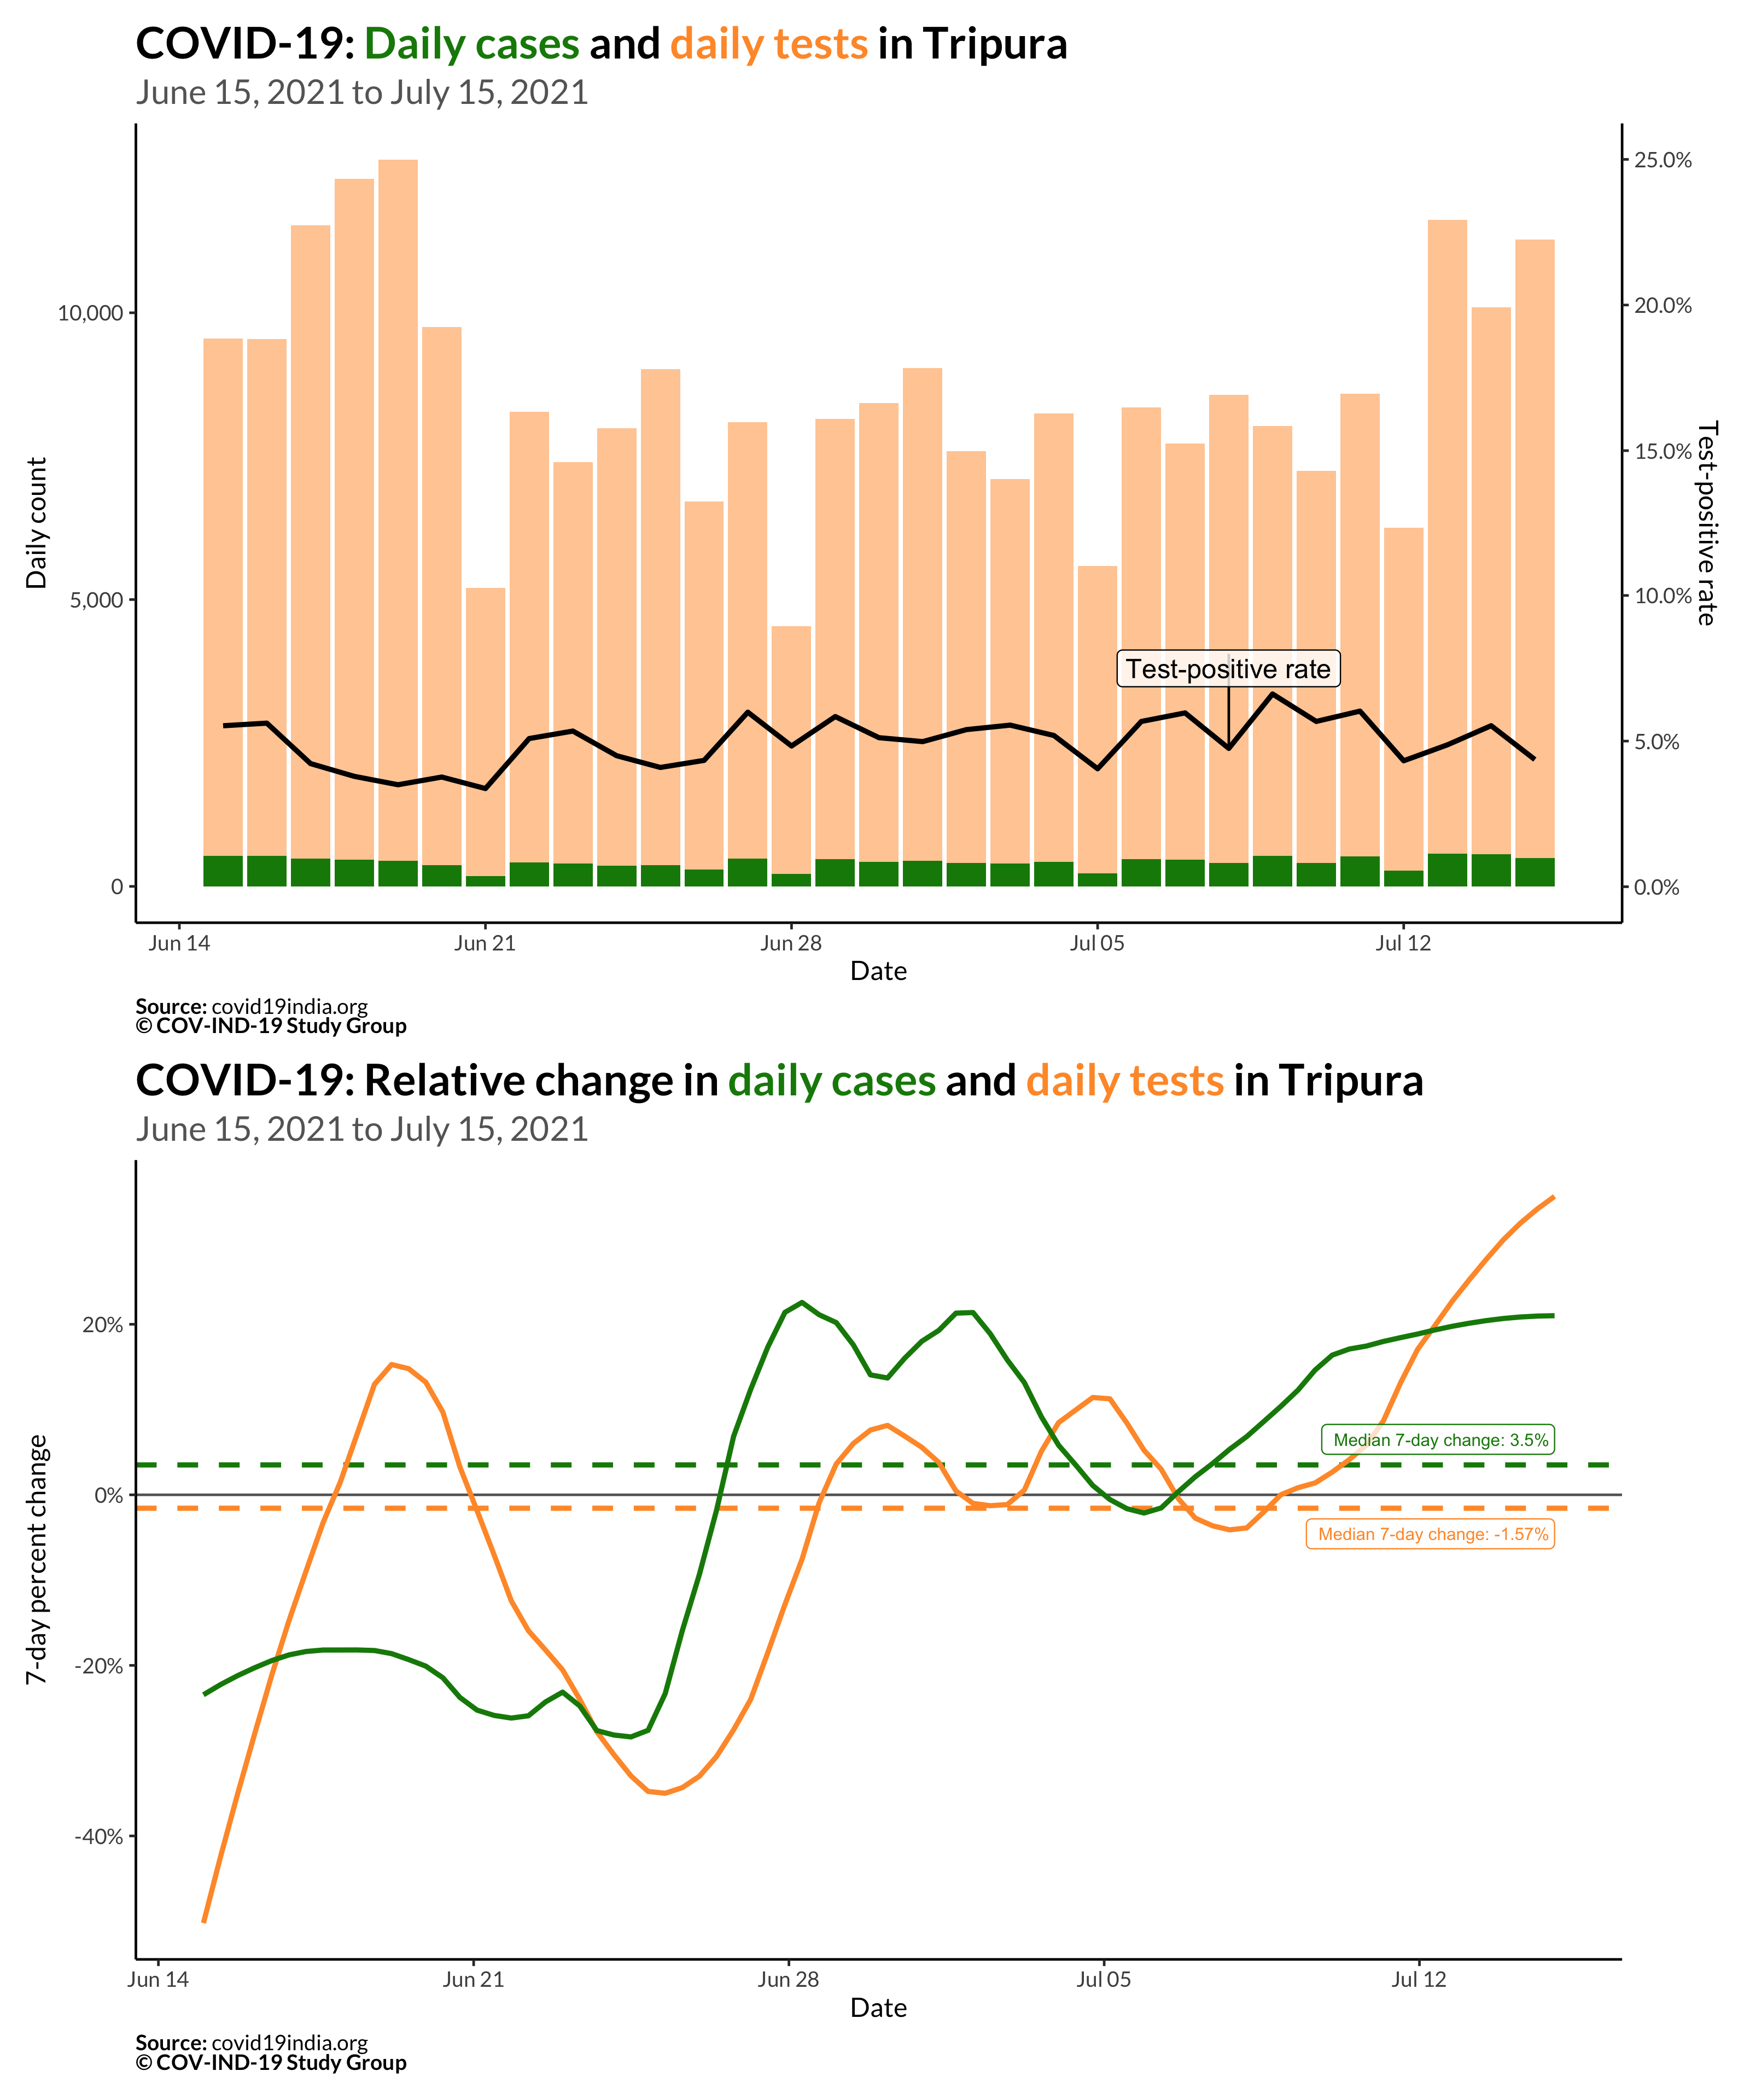 COVID-19: Daily cases and daily tests in Tripura
June 15, 2021 to July 15, 2021
25.0%
20.0%
10,000
15.0%
Daily count
Test-positive rate
5,000
10.0%
Test-positive rate
5.0%
0
0.0%
Jun 14
Jun 21
Jun 28
Jul 05
Jul 12
Date
Source: covid19india.org
© COV-IND-19 Study Group
COVID-19: Relative change in daily cases and daily tests in Tripura
June 15, 2021 to July 15, 2021
20%
Median 7-day change: 3.5%
0%
Median 7-day change: -1.57%
7-day percent change
-20%
-40%
Jun 14
Jun 21
Jun 28
Jul 05
Jul 12
Date
Source: covid19india.org
© COV-IND-19 Study Group